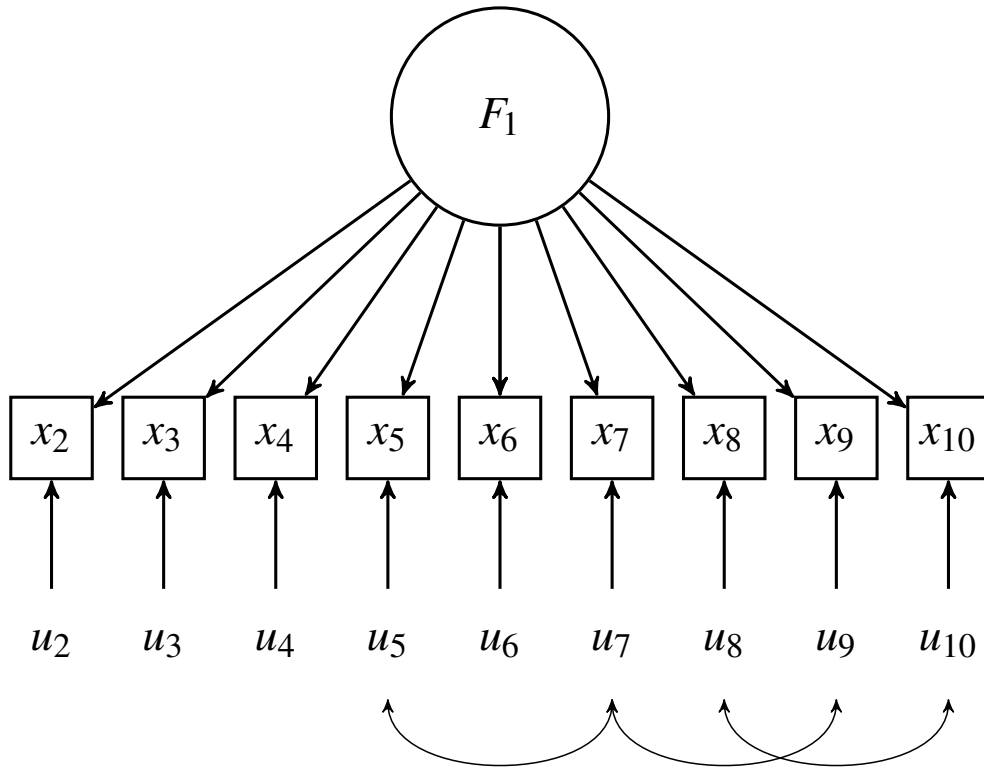 F₁
x₂ x₃ x₄ x₅ x₆ x₇ x₈ x₉ x₁₀
u₂ u₃ u₄ u₅ u₆ u₇ u₈ u₉ u₁₀